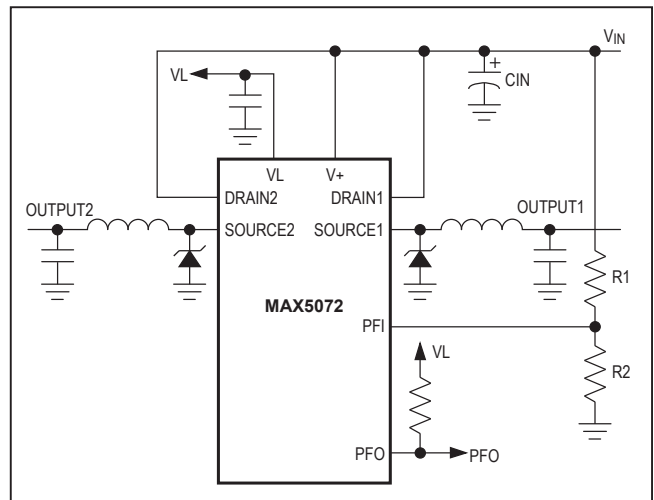 VIN
VL
CIN
VL
V+
DRAIN2
DRAIN1
OUTPUT2
OUTPUT1
SOURCE2
SOURCE1
MAX5072
R1
PFI
VL
R2
PFO
PFO